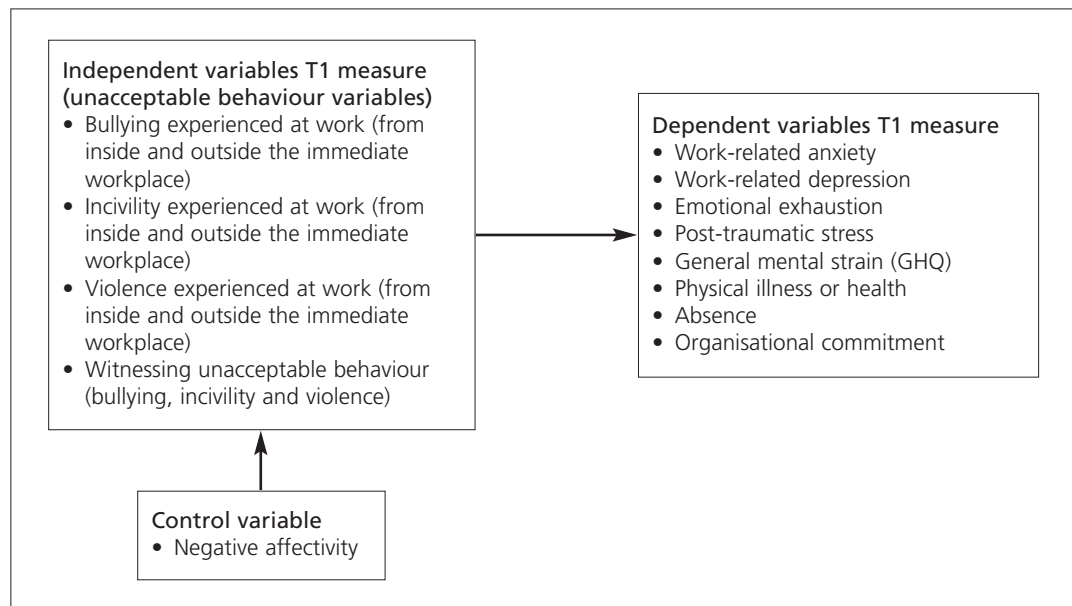 Independent variables T1 measure
(unacceptable behaviour variables)
• Bullying experienced at work (from
inside and outside the immediate
workplace)
• Incivility experienced at work (from
inside and outside the immediate
workplace)
• Violence experienced at work (from
inside and outside the immediate
workplace)
• Witnessing unacceptable behaviour
(bullying, incivility and violence)
Dependent variables T1 measure
• Work-related anxiety
• Work-related depression
• Emotional exhaustion
• Post-traumatic stress
• General mental strain (GHQ)
• Physical illness or health
• Absence
• Organisational commitment
Control variable
• Negative affectivity